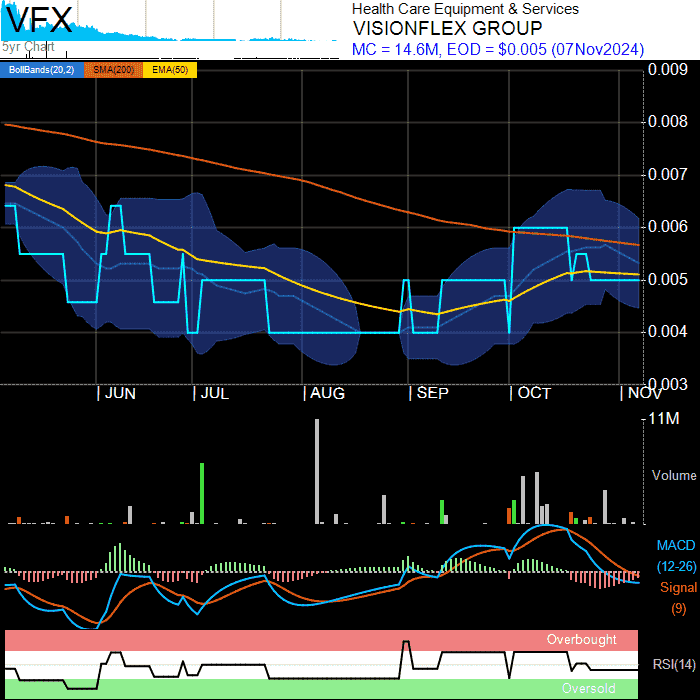 VFX
5yr Chart
Health Care Equipment & Services
VISIONFLEX GROUP
MC = 14.6M, EOD = $0.005 (07Nov2024)
BollBands(20,2) SMA(200) EMA(50)
0.009
0.008
0.007
0.006
0.005
0.004
0.003
JUN JUL AUG SEP OCT NOV
11M
Volume
MACD
(12-26)
Signal
(9)
Overbought
RSI(14)
Oversold